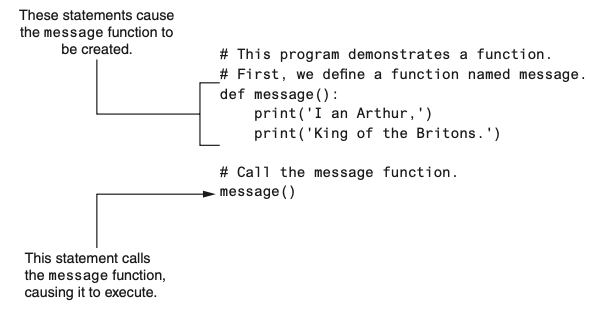 These statements cause
the message function to
be created.
# This program demonstrates a function.
# First, we define a function named message.
def message():
    print('I an Arthur,')
    print('King of the Britons.')
# Call the message function.
message()
This statement calls
the message function,
causing it to execute.